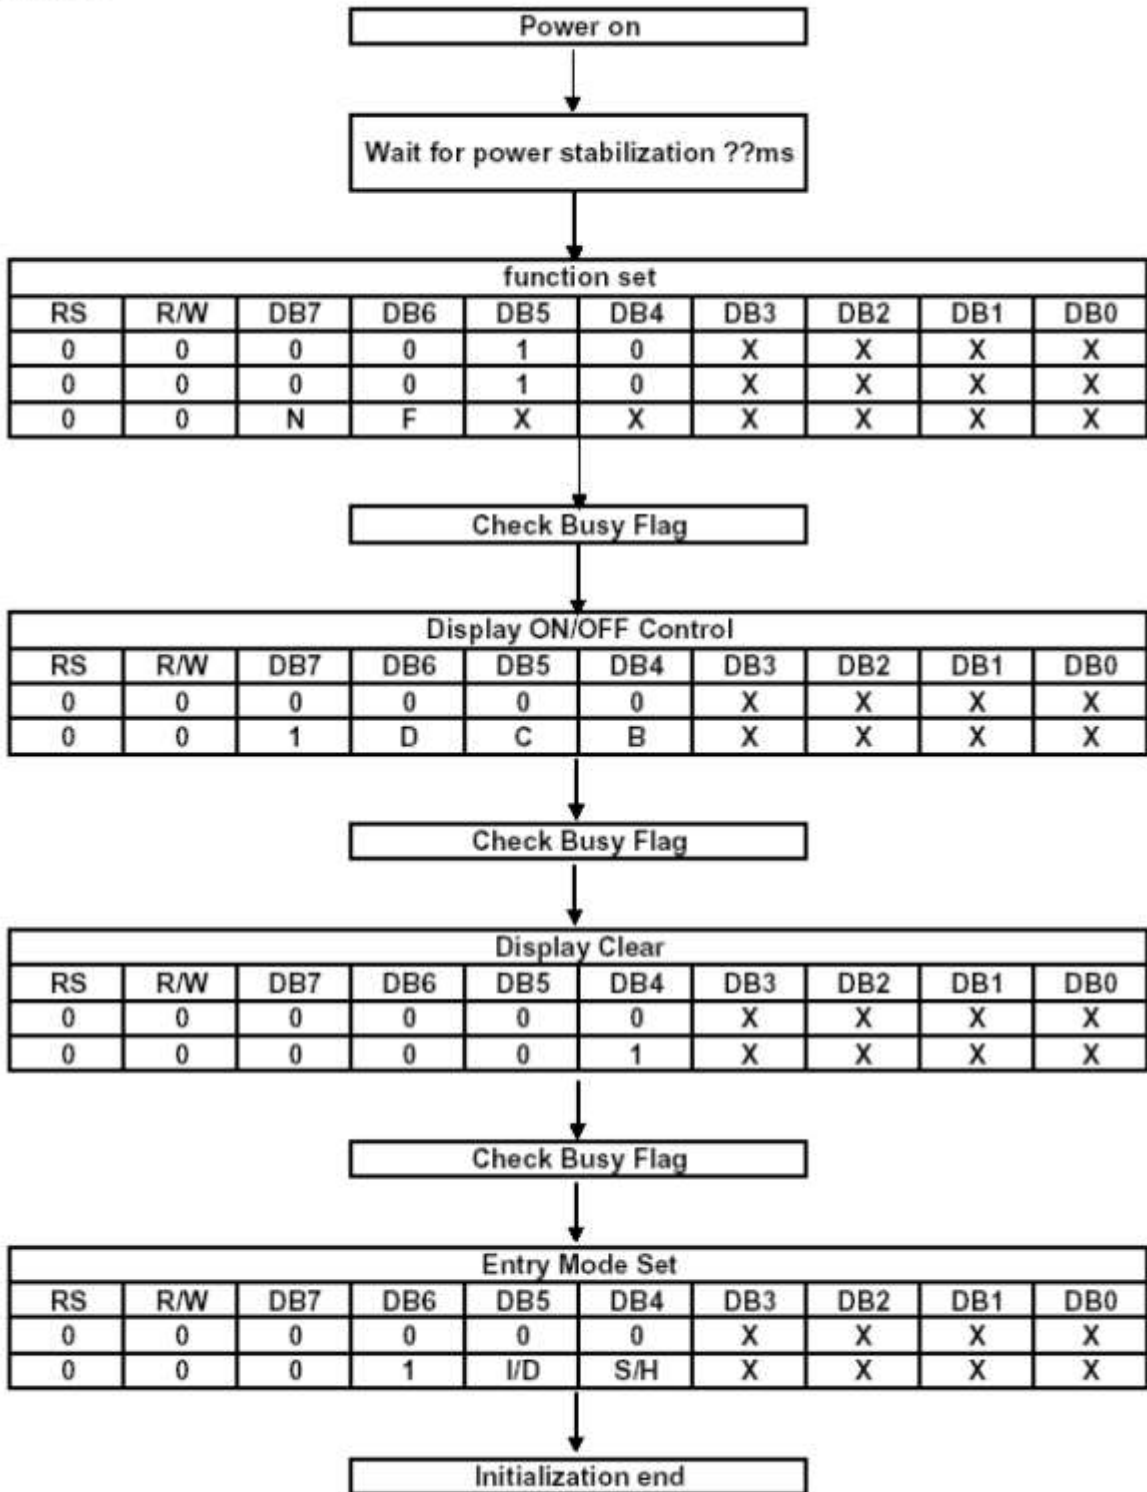 Power on
Wait for power stabilization ??ms
function set
RS R/W DB7 DB6 DB5 DB4 DB3 DB2 DB1 DB0
0 0 0 0 1 0 X X X X
0 0 0 0 1 0 X X X X
0 0 N F X X X X X X
Check Busy Flag
Display ON/OFF Control
RS R/W DB7 DB6 DB5 DB4 DB3 DB2 DB1 DB0
0 0 0 0 0 0 X X X X
0 0 1 D C B X X X X
Check Busy Flag
Display Clear
RS R/W DB7 DB6 DB5 DB4 DB3 DB2 DB1 DB0
0 0 0 0 0 0 X X X X
0 0 0 0 0 1 X X X X
Check Busy Flag
Entry Mode Set
RS R/W DB7 DB6 DB5 DB4 DB3 DB2 DB1 DB0
0 0 0 0 0 0 X X X X
0 0 0 1 I/D S/H X X X X
Initialization end